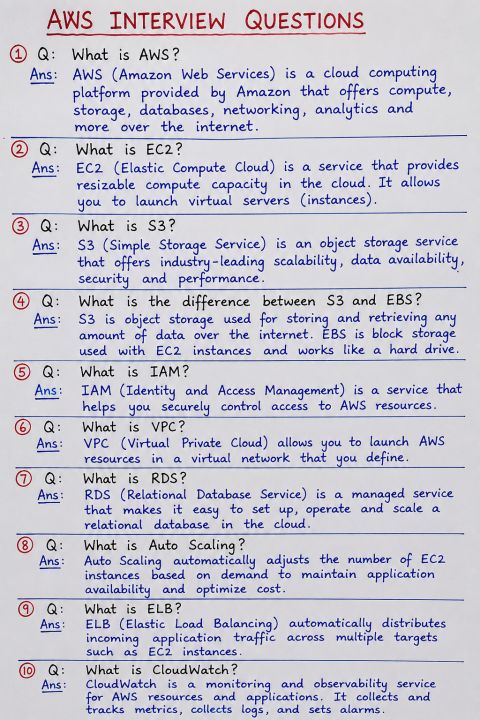 AWS INTERVIEW QUESTIONS
1 Q: What is AWS?
Ans: AWS (Amazon Web Services) is a cloud computing
platform provided by Amazon that offers compute,
storage, databases, networking, analytics and
more over the internet.
2 Q: What is EC2?
Ans: EC2 (Elastic Compute Cloud) is a service that provides
resizable compute capacity in the cloud. It allows
you to launch virtual servers (instances).
3 Q: What is S3?
Ans: S3 (Simple Storage Service) is an object storage service
that offers industry-leading scalability, data availability,
security and performance.
4 Q: What is the difference between S3 and EBS?
Ans: S3 is object storage used for storing and retrieving any
amount of data over the internet. EBS is block storage
used with EC2 instances and works like a hard drive.
5 Q: What is IAM?
Ans: IAM (Identity and Access Management) is a service that
helps you securely control access to AWS resources.
6 Q: What is VPC?
Ans: VPC (Virtual Private Cloud) allows you to launch AWS
resources in a virtual network that you define.
7 Q: What is RDS?
Ans: RDS (Relational Database Service) is a managed service
that makes it easy to set up, operate and scale a
relational database in the cloud.
8 Q: What is Auto Scaling?
Ans: Auto Scaling automatically adjusts the number of EC2
instances based on demand to maintain application
availability and optimize cost.
9 Q: What is ELB?
Ans: ELB (Elastic Load Balancing) automatically distributes
incoming application traffic across multiple targets
such as EC2 instances.
10 Q: What is CloudWatch?
Ans: CloudWatch is a monitoring and observability service
for AWS resources and applications. It collects and
tracks metrics, collects logs, and sets alarms.